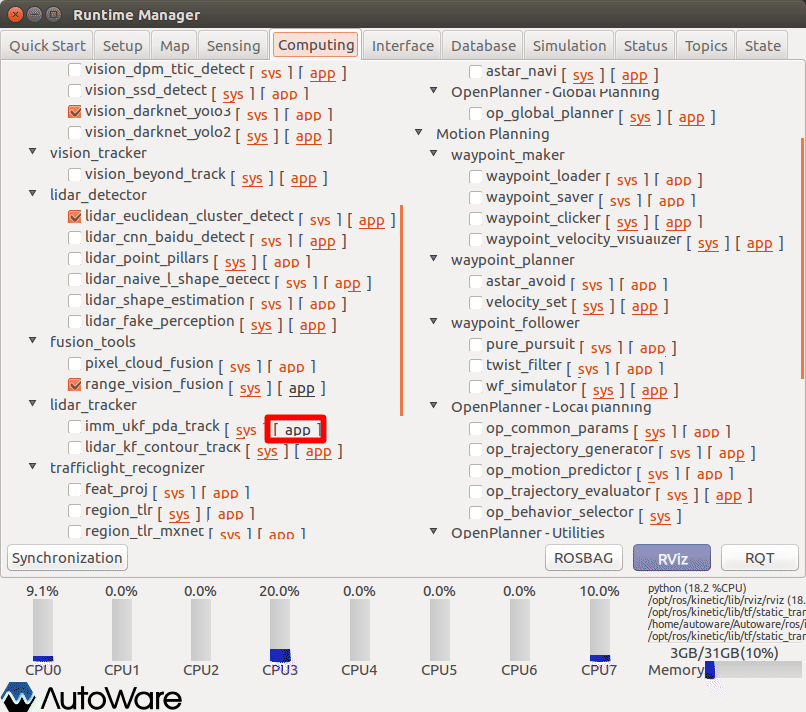 Runtime Manager
Quick Start Setup Map Sensing Computing Interface Database Simulation Status Topics State
vision_dpm_ttic_detect [ sys ] [ app ]
vision_ssd_detect [ sys ] [ app ]
vision_darknet_yolo3 [ sys ] [ app ]
vision_darknet_yolo2 [ sys ] [ app ]
vision_tracker
vision_beyond_track [ sys ] [ app ]
lidar_detector
lidar_euclidean_cluster_detect [ sys ] [ app ]
lidar_cnn_baidu_detect [ sys ] [ app ]
lidar_point_pillars [ sys ] [ app ]
lidar_naive_l_shape_detect [ sys ] [ app ]
lidar_shape_estimation [ sys ] [ app ]
lidar_fake_perception [ sys ] [ app ]
fusion_tools
pixel_cloud_fusion [ sys ] [ app ]
range_vision_fusion [ sys ] [ app ]
lidar_tracker
imm_ukf_pda_track [ sys ] [ app ]
lidar_kf_contour_track [ sys ] [ app ]
trafficlight_recognizer
feat_proj [ sys ] [ app ]
region_tlr [ sys ] [ app ]
region_tlr_mxnet [ sys ] [ app ]
astar_navi [ sys ] [ app ]
OpenPlanner - Global Planning
op_global_planner [ sys ] [ app ]
Motion Planning
waypoint_maker
waypoint_loader [ sys ] [ app ]
waypoint_saver [ sys ] [ app ]
waypoint_clicker [ sys ] [ app ]
waypoint_velocity_visualizer [ sys ] [ app ]
waypoint_planner
astar_avoid [ sys ] [ app ]
velocity_set [ sys ] [ app ]
waypoint_follower
pure_pursuit [ sys ] [ app ]
twist_filter [ sys ] [ app ]
wf_simulator [ sys ] [ app ]
OpenPlanner - Local planning
op_common_params [ sys ] [ app ]
op_trajectory_generator [ sys ] [ app ]
op_motion_predictor [ sys ] [ app ]
op_trajectory_evaluator [ sys ] [ app ]
op_behavior_selector [ sys ]
OpenPlanner - Utilities
Synchronization ROSBAG RViz RQT
9.1% 0.0% 0.0% 20.0% 0.0% 0.0% 0.0% 10.0%
CPU0 CPU1 CPU2 CPU3 CPU4 CPU5 CPU6 CPU7
python (18.2 %CPU)
/opt/ros/kinetic/lib/rviz/rviz (18.
/opt/ros/kinetic/lib/tf/static_tran
/home/autoware/Autoware/ros/i
/opt/ros/kinetic/lib/tf/static_tran
3GB/31GB(10%)
Memory
AutoWare